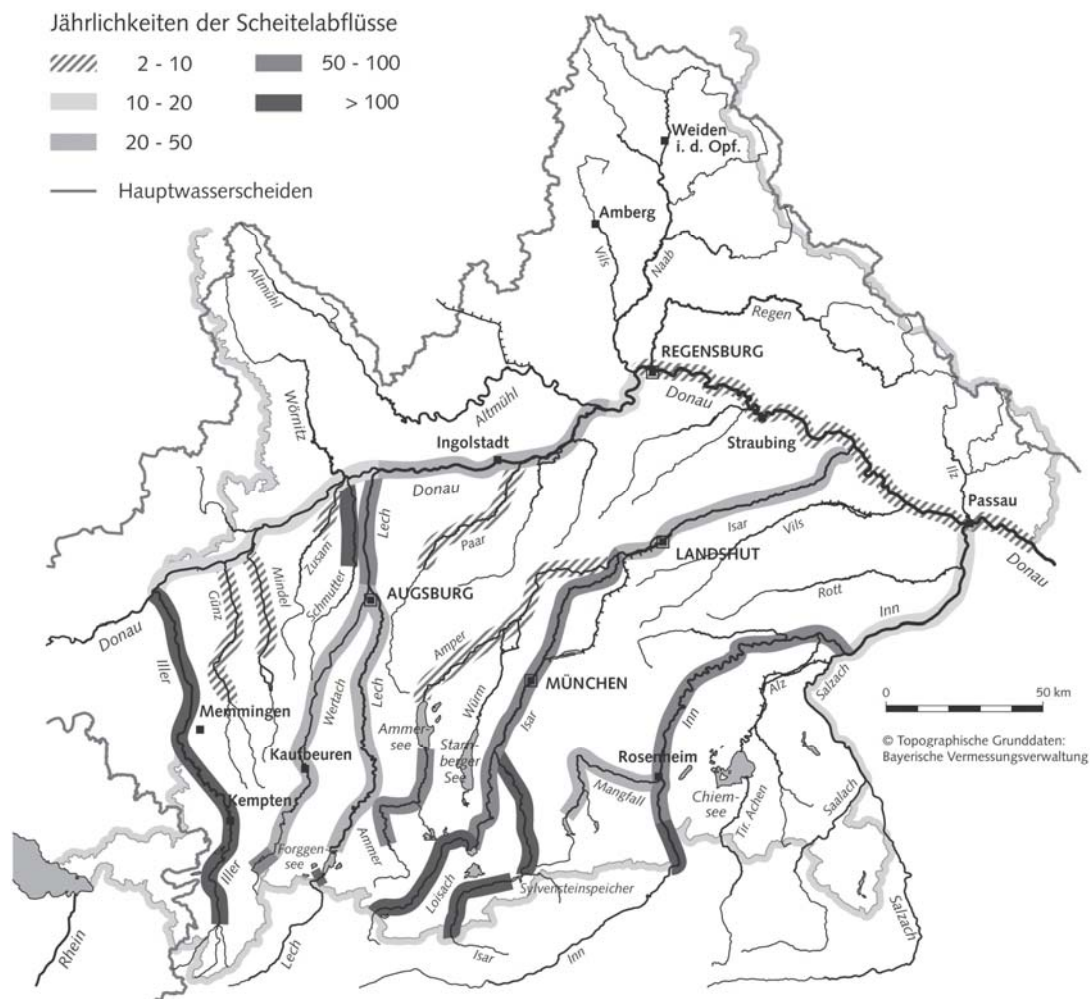 Jährlichkeiten der Scheitelabflüsse
2 - 10
50 - 100
10 - 20
> 100
20 - 50
Hauptwasserscheiden
Weiden
i. d. Opf.
Amberg
Vils
Naab
Altmühl
Regen
REGENSBURG
Donau
Wörnitz
Altmühl
Straubing
Ingolstadt
Donau
Ilz
Passau
Lech
Isar
Vils
Paar
LANDSHUT
Donau
Zusam
Schmutter
Mindel
Günz
AUGSBURG
Rott
Inn
Donau
Amper
Iller
Würm
MÜNCHEN
Salzach
Alz
Lech
Wertach
Isar
Inn
0
50 km
Memmingen
Ammer-
see
Starn-
berger
See
© Topographische Grunddaten:
Bayerische Vermessungsverwaltung
Kaufbeuren
Rosenheim
Mangfall
Chiem-
see
Kempten
Tir. Achen
Saalach
Forggen-
see
Ammer
Iller
Loisach
Sylvensteinspeicher
Salzach
Rhein
Lech
Isar
Inn